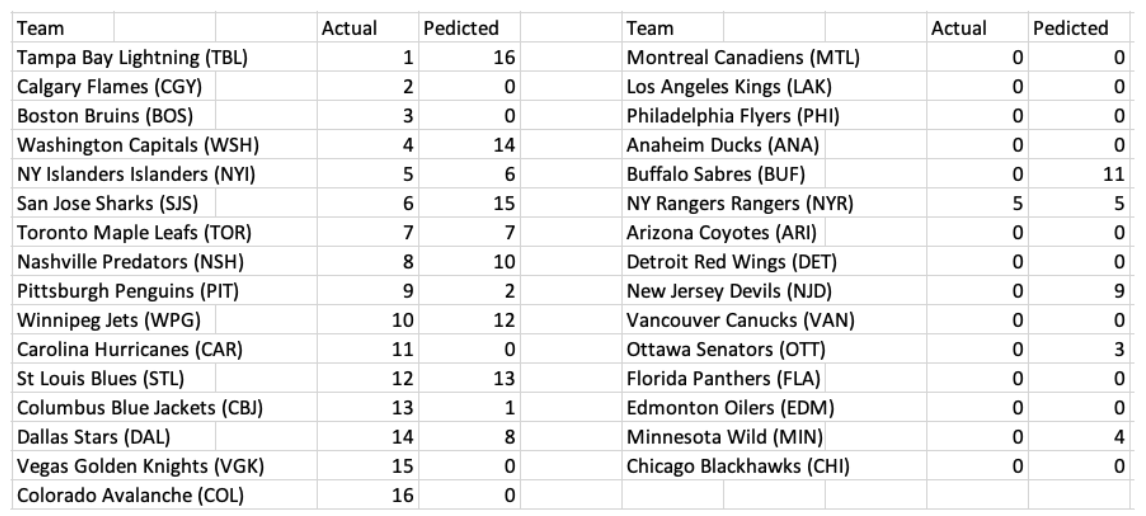 Team Actual Pedicted Team Actual Pedicted
Tampa Bay Lightning (TBL) 1 16 Montreal Canadiens (MTL) 0 0
Calgary Flames (CGY) 2 0 Los Angeles Kings (LAK) 0 0
Boston Bruins (BOS) 3 0 Philadelphia Flyers (PHI) 0 0
Washington Capitals (WSH) 4 14 Anaheim Ducks (ANA) 0 0
NY Islanders Islanders (NYI) 5 6 Buffalo Sabres (BUF) 0 11
San Jose Sharks (SJS) 6 15 NY Rangers Rangers (NYR) 5 5
Toronto Maple Leafs (TOR) 7 7 Arizona Coyotes (ARI) 0 0
Nashville Predators (NSH) 8 10 Detroit Red Wings (DET) 0 0
Pittsburgh Penguins (PIT) 9 2 New Jersey Devils (NJD) 0 9
Winnipeg Jets (WPG) 10 12 Vancouver Canucks (VAN) 0 0
Carolina Hurricanes (CAR) 11 0 Ottawa Senators (OTT) 0 3
St Louis Blues (STL) 12 13 Florida Panthers (FLA) 0 0
Columbus Blue Jackets (CBJ) 13 1 Edmonton Oilers (EDM) 0 0
Dallas Stars (DAL) 14 8 Minnesota Wild (MIN) 0 4
Vegas Golden Knights (VGK) 15 0 Chicago Blackhawks (CHI) 0 0
Colorado Avalanche (COL) 16 0